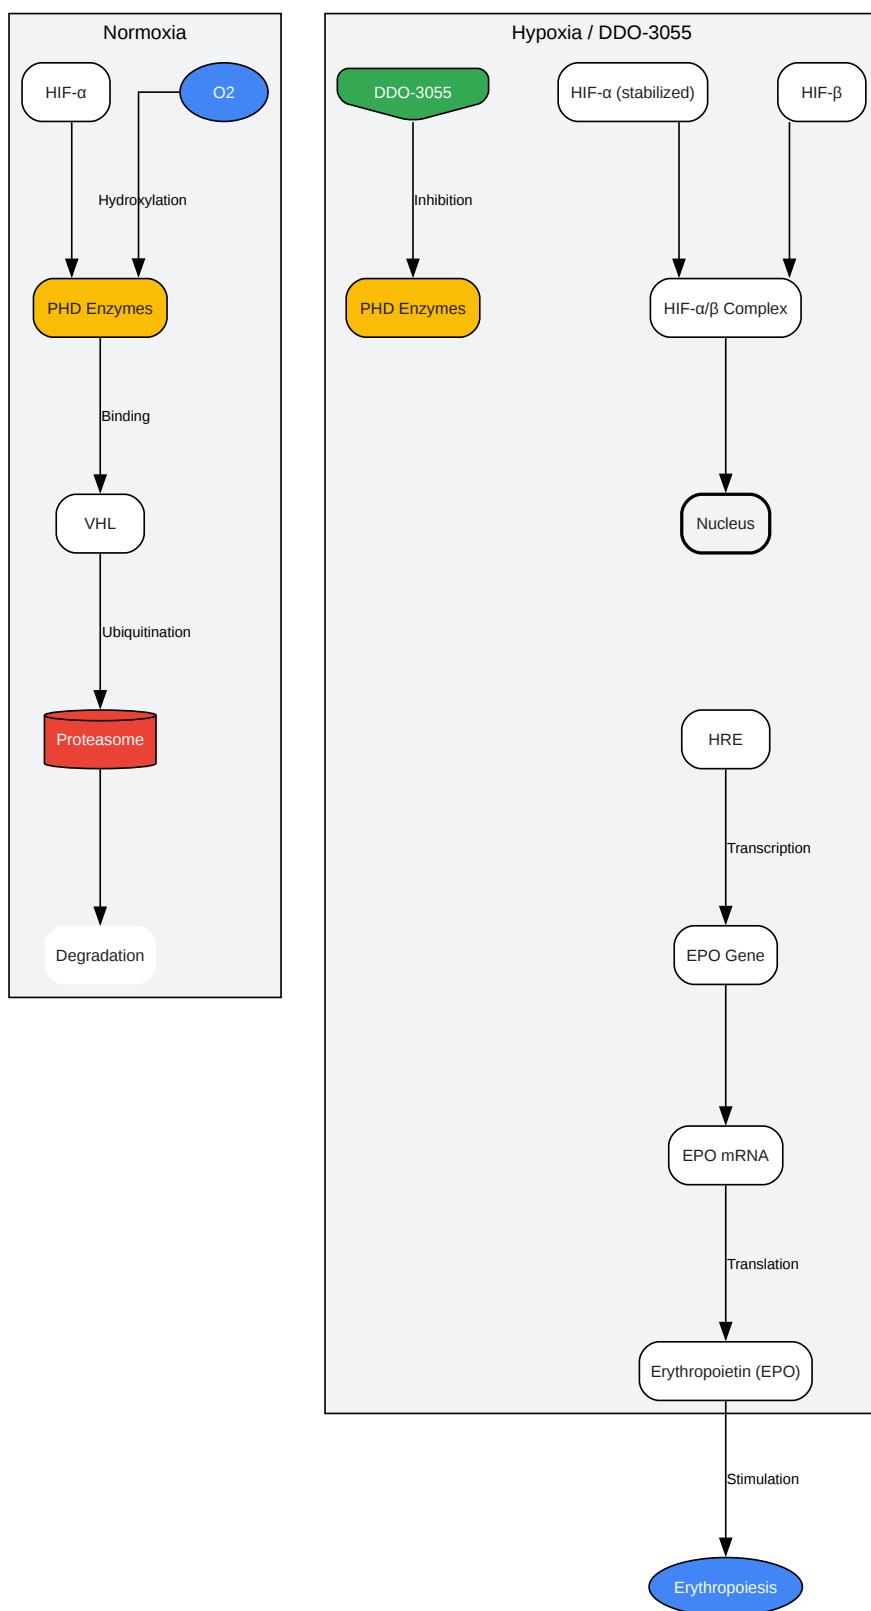 Normoxia
HIF-α
O2
Hydroxylation
PHD Enzymes
Binding
VHL
Ubiquitination
Proteasome
Degradation
Hypoxia / DDO-3055
DDO-3055
HIF-α (stabilized)
HIF-β
Inhibition
PHD Enzymes
HIF-α/β Complex
Nucleus
HRE
Transcription
EPO Gene
EPO mRNA
Translation
Erythropoietin (EPO)
Stimulation
Erythropoiesis